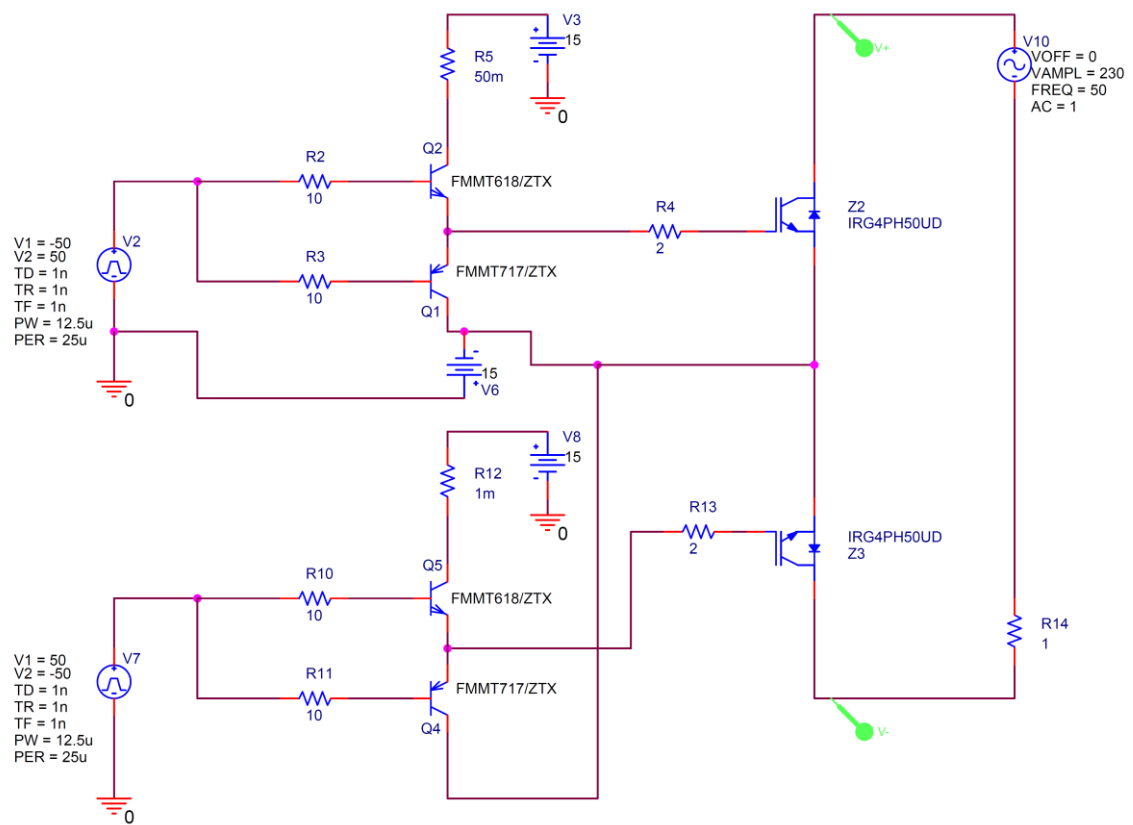 V3
15
R5
50m
0
V+
V10
VOFF = 0
VAMPL = 230
FREQ = 50
AC = 1
Q2
R2
FMMT618/ZTX
10
R4
Z2
IRG4PH50UD
2
V1 = -50
V2 = 50
TD = 1n
TR = 1n
TF = 1n
PW = 12.5u
PER = 25u
V2
R3
FMMT717/ZTX
10
Q1
15
V6
0
V8
15
R12
1m
0
R13
2
IRG4PH50UD
Z3
Q5
R10
FMMT618/ZTX
10
R14
1
V1 = 50
V2 = -50
TD = 1n
TR = 1n
TF = 1n
PW = 12.5u
PER = 25u
V7
R11
FMMT717/ZTX
10
Q4
V-
0